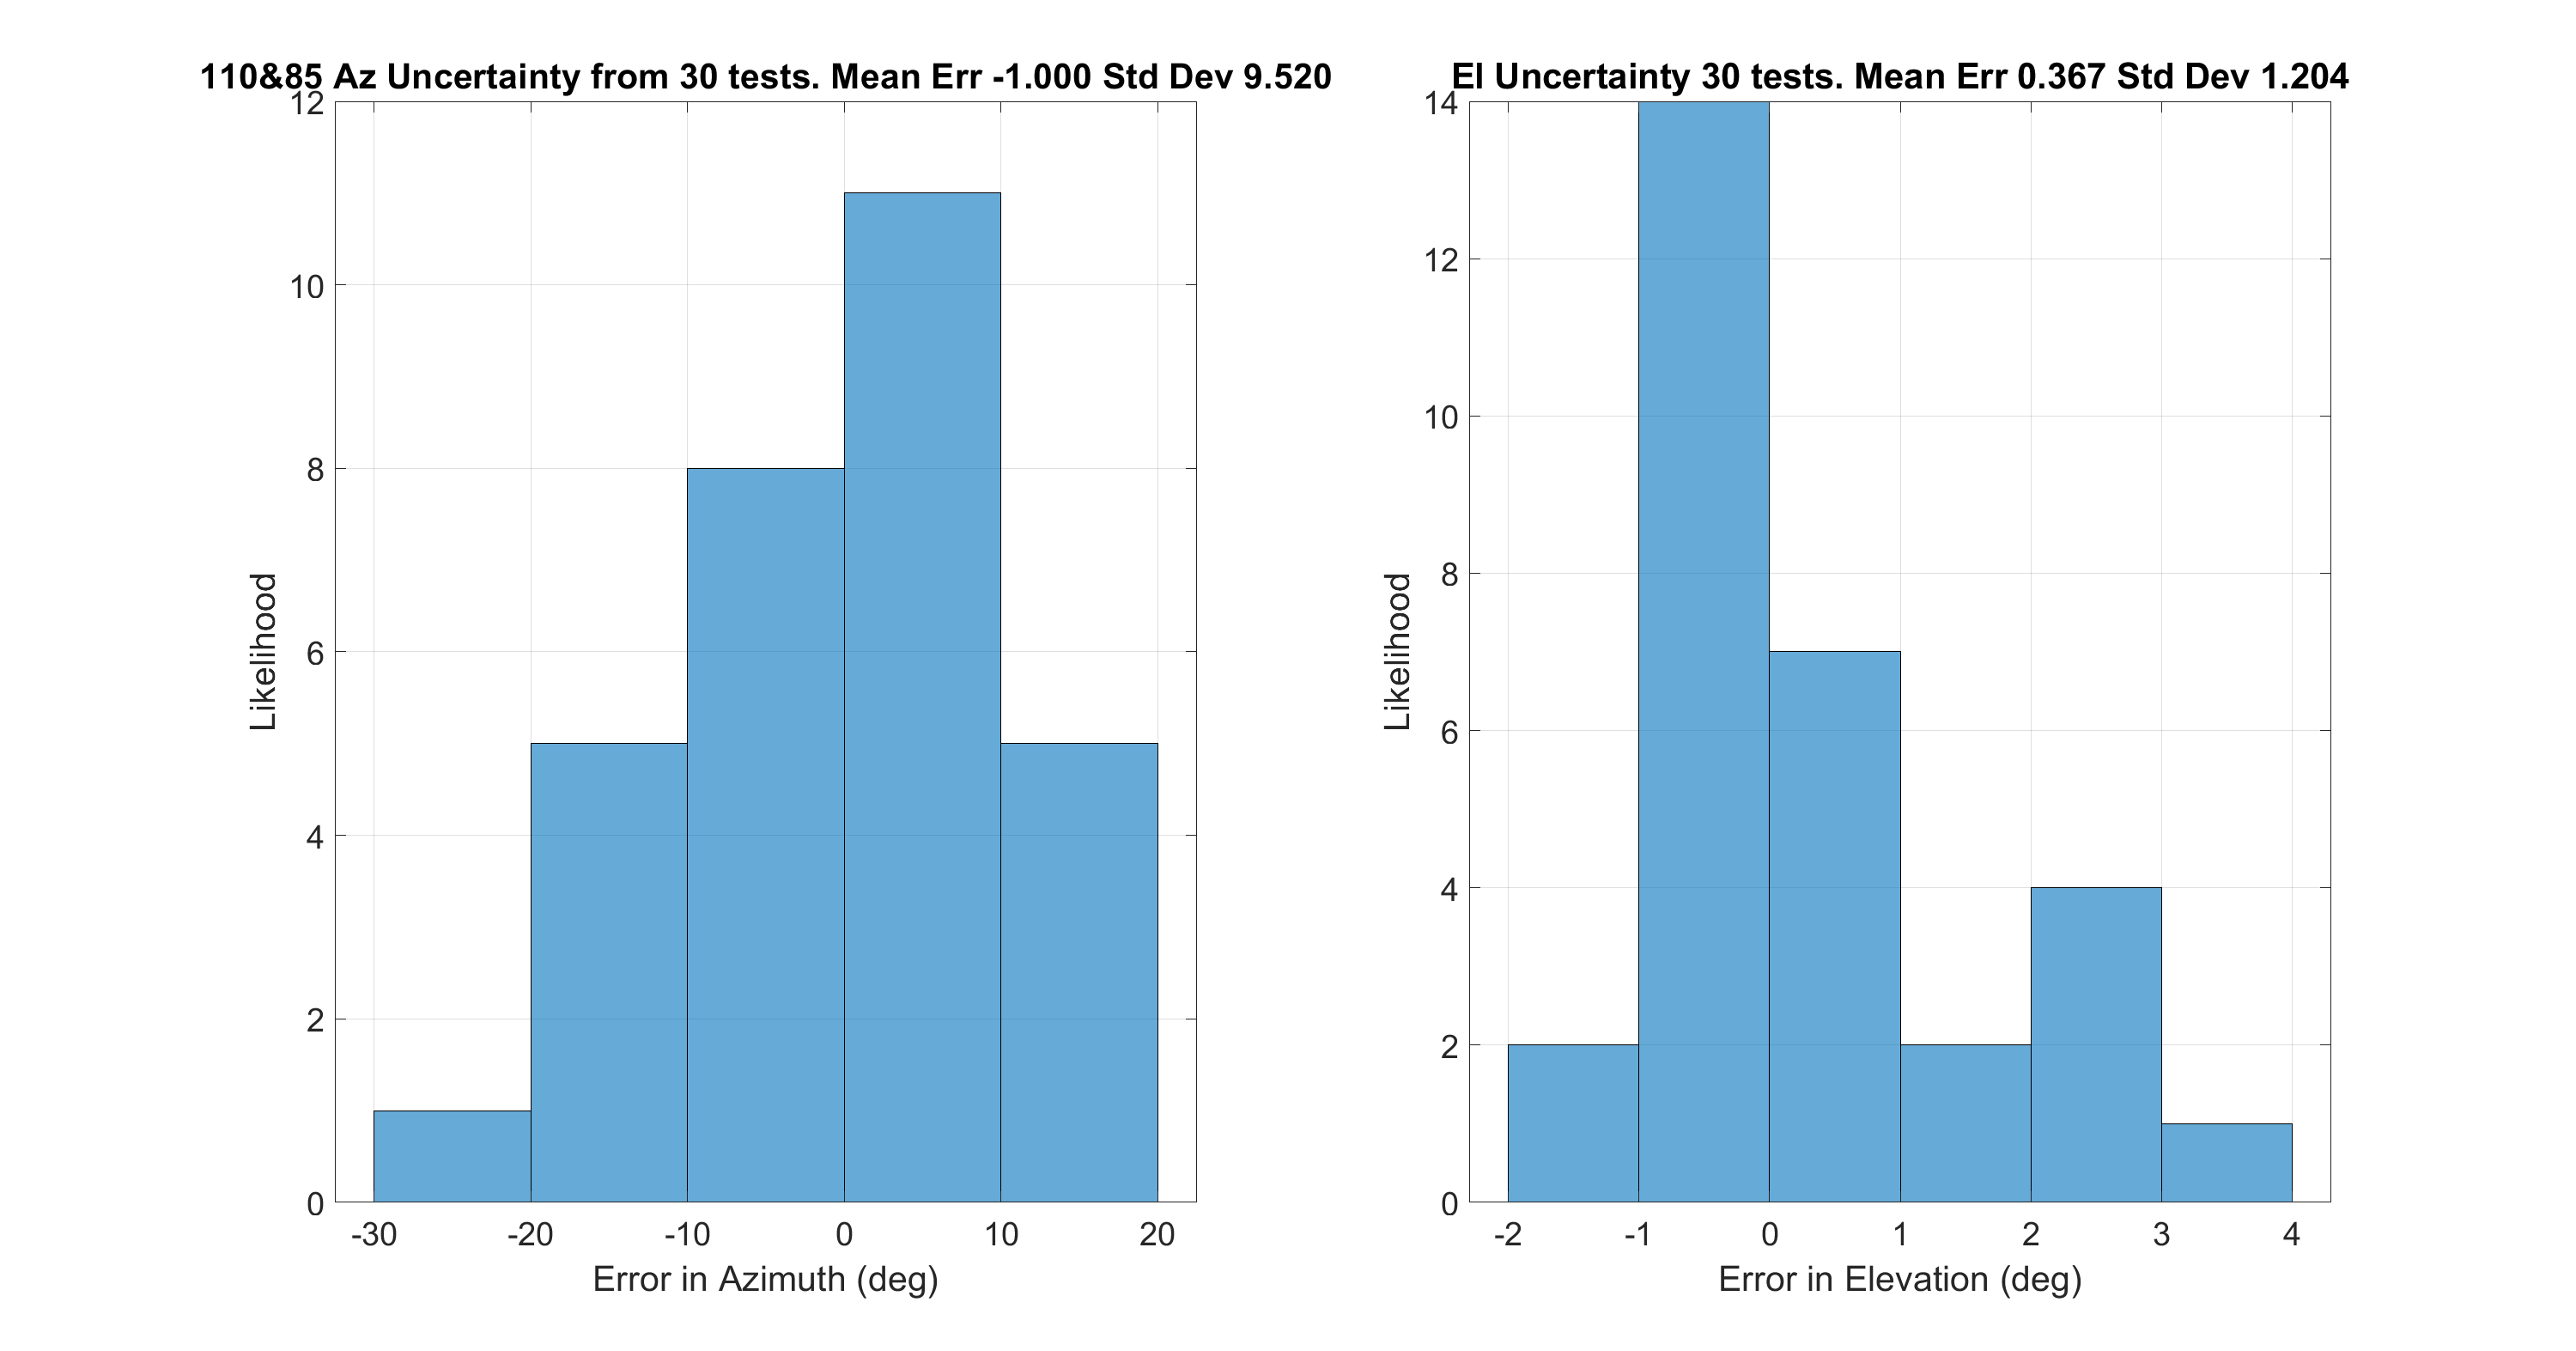 110&85 Az Uncertainty from 30 tests. Mean Err -1.000 Std Dev 9.520
12
10
8
6
4
2
0
Likelihood
-30 -20 -10 0 10 20
Error in Azimuth (deg)
El Uncertainty 30 tests. Mean Err 0.367 Std Dev 1.204
14
12
10
8
6
4
2
0
Likelihood
-2 -1 0 1 2 3 4
Error in Elevation (deg)